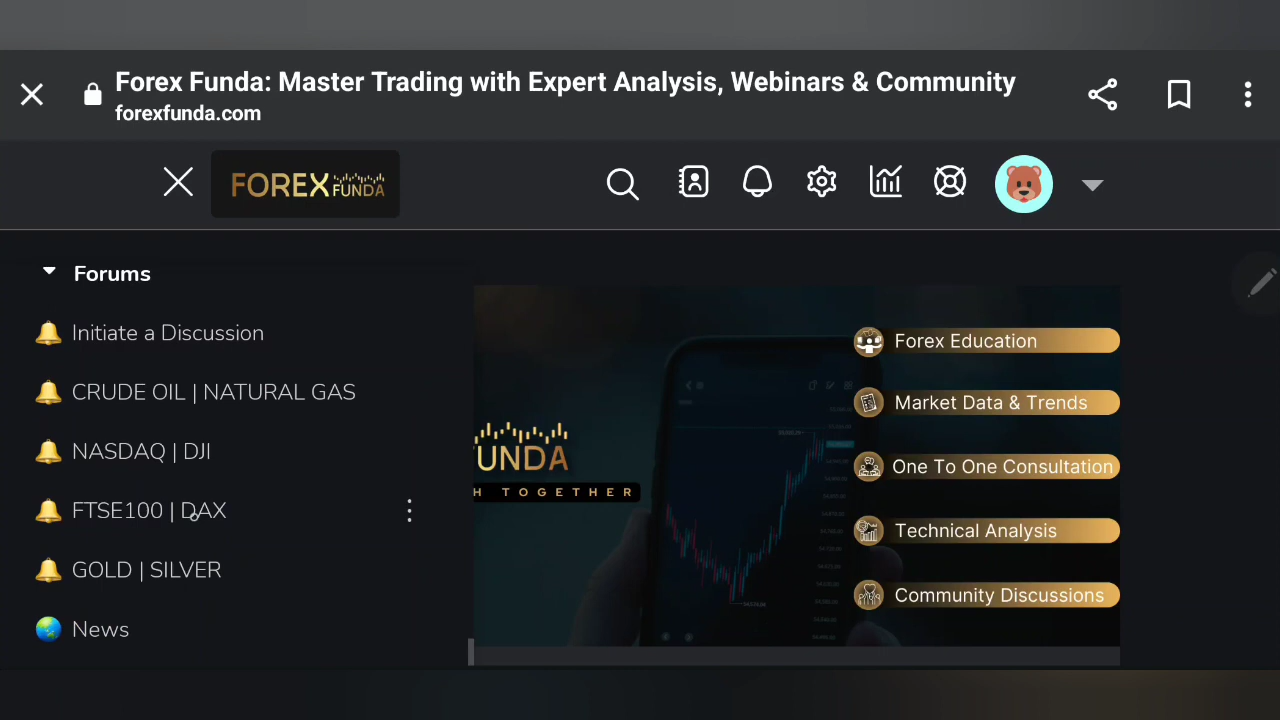 Forex Funda: Master Trading with Expert Analysis, Webinars & Community
forexfunda.com
FOREX FUNDA
Forums
Initiate a Discussion
CRUDE OIL | NATURAL GAS
NASDAQ | DJI
FTSE100 | DAX
GOLD | SILVER
News
UNDA
H TOGETHER
Forex Education
Market Data & Trends
One To One Consultation
Technical Analysis
Community Discussions